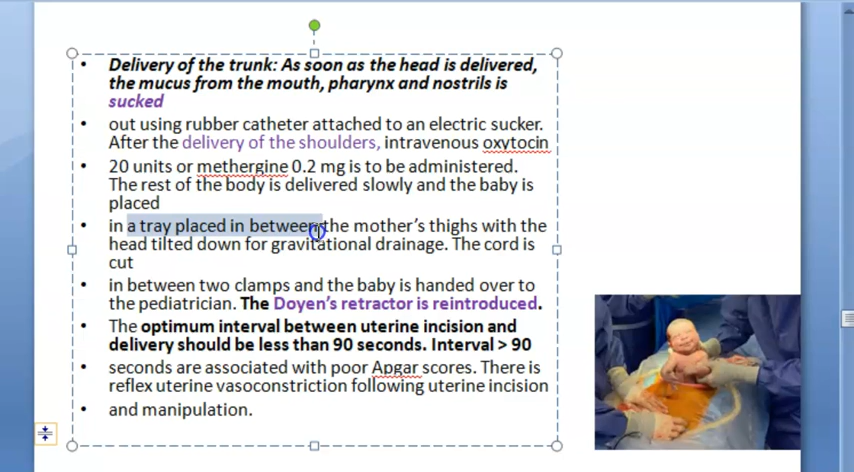 • Delivery of the trunk: As soon as the head is delivered,
the mucus from the mouth, pharynx and nostrils is
sucked
• out using rubber catheter attached to an electric sucker.
After the delivery of the shoulders, intravenous oxytocin
• 20 units or methergine 0.2 mg is to be administered.
The rest of the body is delivered slowly and the baby is
placed
• in a tray placed in between the mother's thighs with the
head tilted down for gravitational drainage. The cord is
cut
• in between two clamps and the baby is handed over to
the pediatrician. The Doyen's retractor is reintroduced.
• The optimum interval between uterine incision and
delivery should be less than 90 seconds. Interval > 90
• seconds are associated with poor Apgar scores. There is
reflex uterine vasoconstriction following uterine incision
• and manipulation.